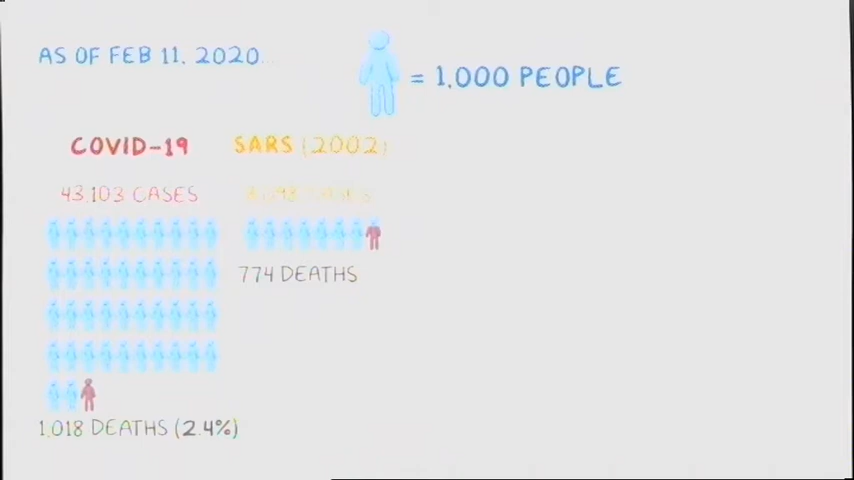 AS OF FEB 11, 2020...
= 1,000 PEOPLE
COVID-19
SARS (2002)
43,103 CASES
CASES
774 DEATHS
1,018 DEATHS (2.4%)